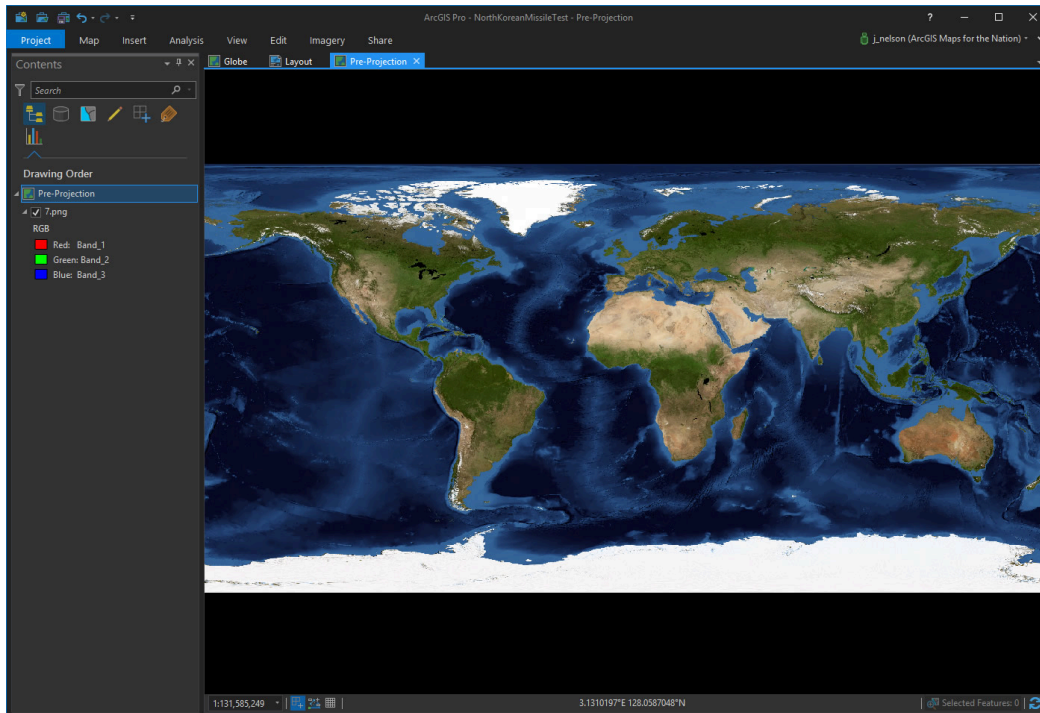 ArcGIS Pro - NorthKoreanMissileTest - Pre-Projection
?
Project Map Insert Analysis View Edit Imagery Share
j_nelson (ArcGIS Maps for the Nation)
Contents
Globe Layout Pre-Projection
Search
Drawing Order
Pre-Projection
7.png
RGB
Red: Band_1
Green: Band_2
Blue: Band_3
1:131,585,249
3.1310197°E 128.0587048°N
Selected Features: 0